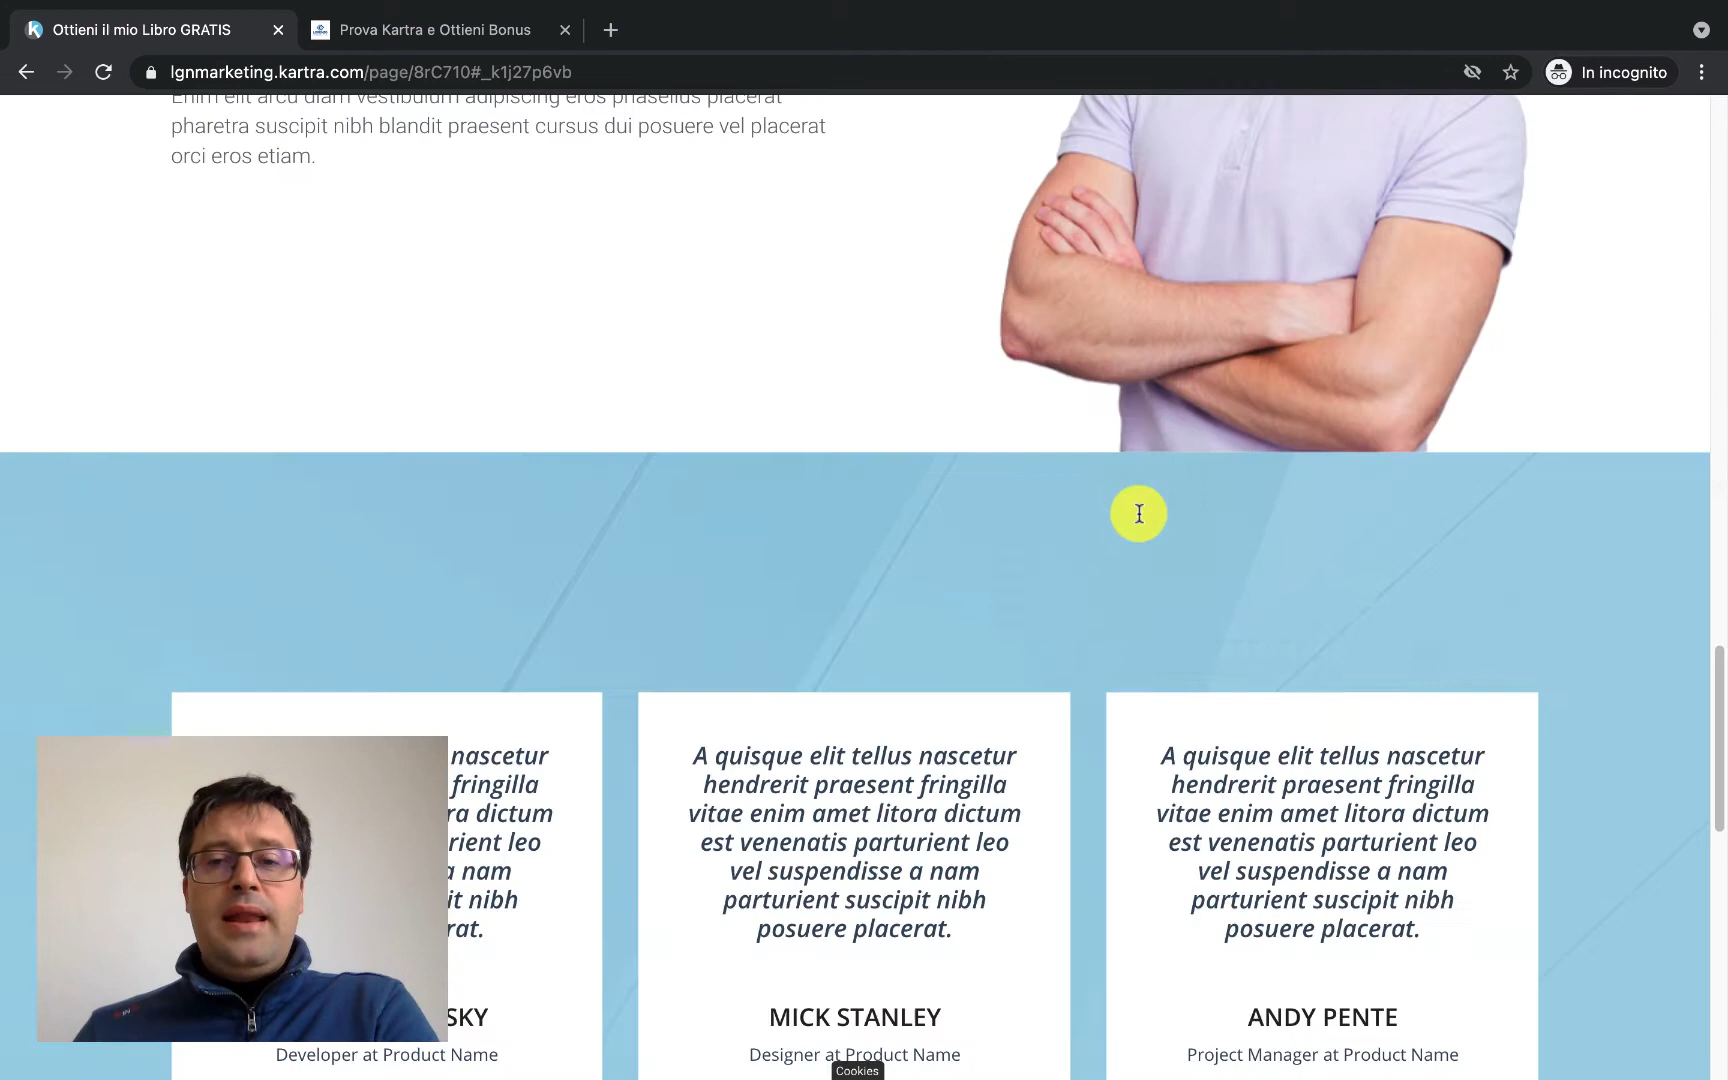 Ottieni il mio Libro GRATIS
Prova Kartra e Ottieni Bonus
lgnmarketing.kartra.com/page/8rC710#_k1j27p6vb
In incognito
Enim elit arcu diam vestibulum adipiscing eros phasellus placerat
pharetra suscipit nibh blandit praesent cursus dui posuere vel placerat
orci eros etiam.
nascetur
fringilla
ra dictum
rient leo
a nam
it nibh
rat.
SKY
Developer at Product Name
A quisque elit tellus nascetur
hendrerit praesent fringilla
vitae enim amet litora dictum
est venenatis parturient leo
vel suspendisse a nam
parturient suscipit nibh
posuere placerat.
MICK STANLEY
Designer at Product Name
A quisque elit tellus nascetur
hendrerit praesent fringilla
vitae enim amet litora dictum
est venenatis parturient leo
vel suspendisse a nam
parturient suscipit nibh
posuere placerat.
ANDY PENTE
Project Manager at Product Name
Cookies